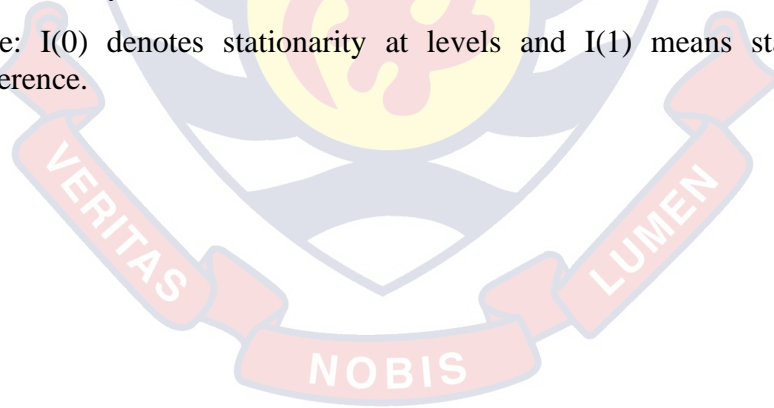 e: I(0) denotes stationarity at levels and I(1) means sta
erence.
VERITAS
NOBIS
LUMEN